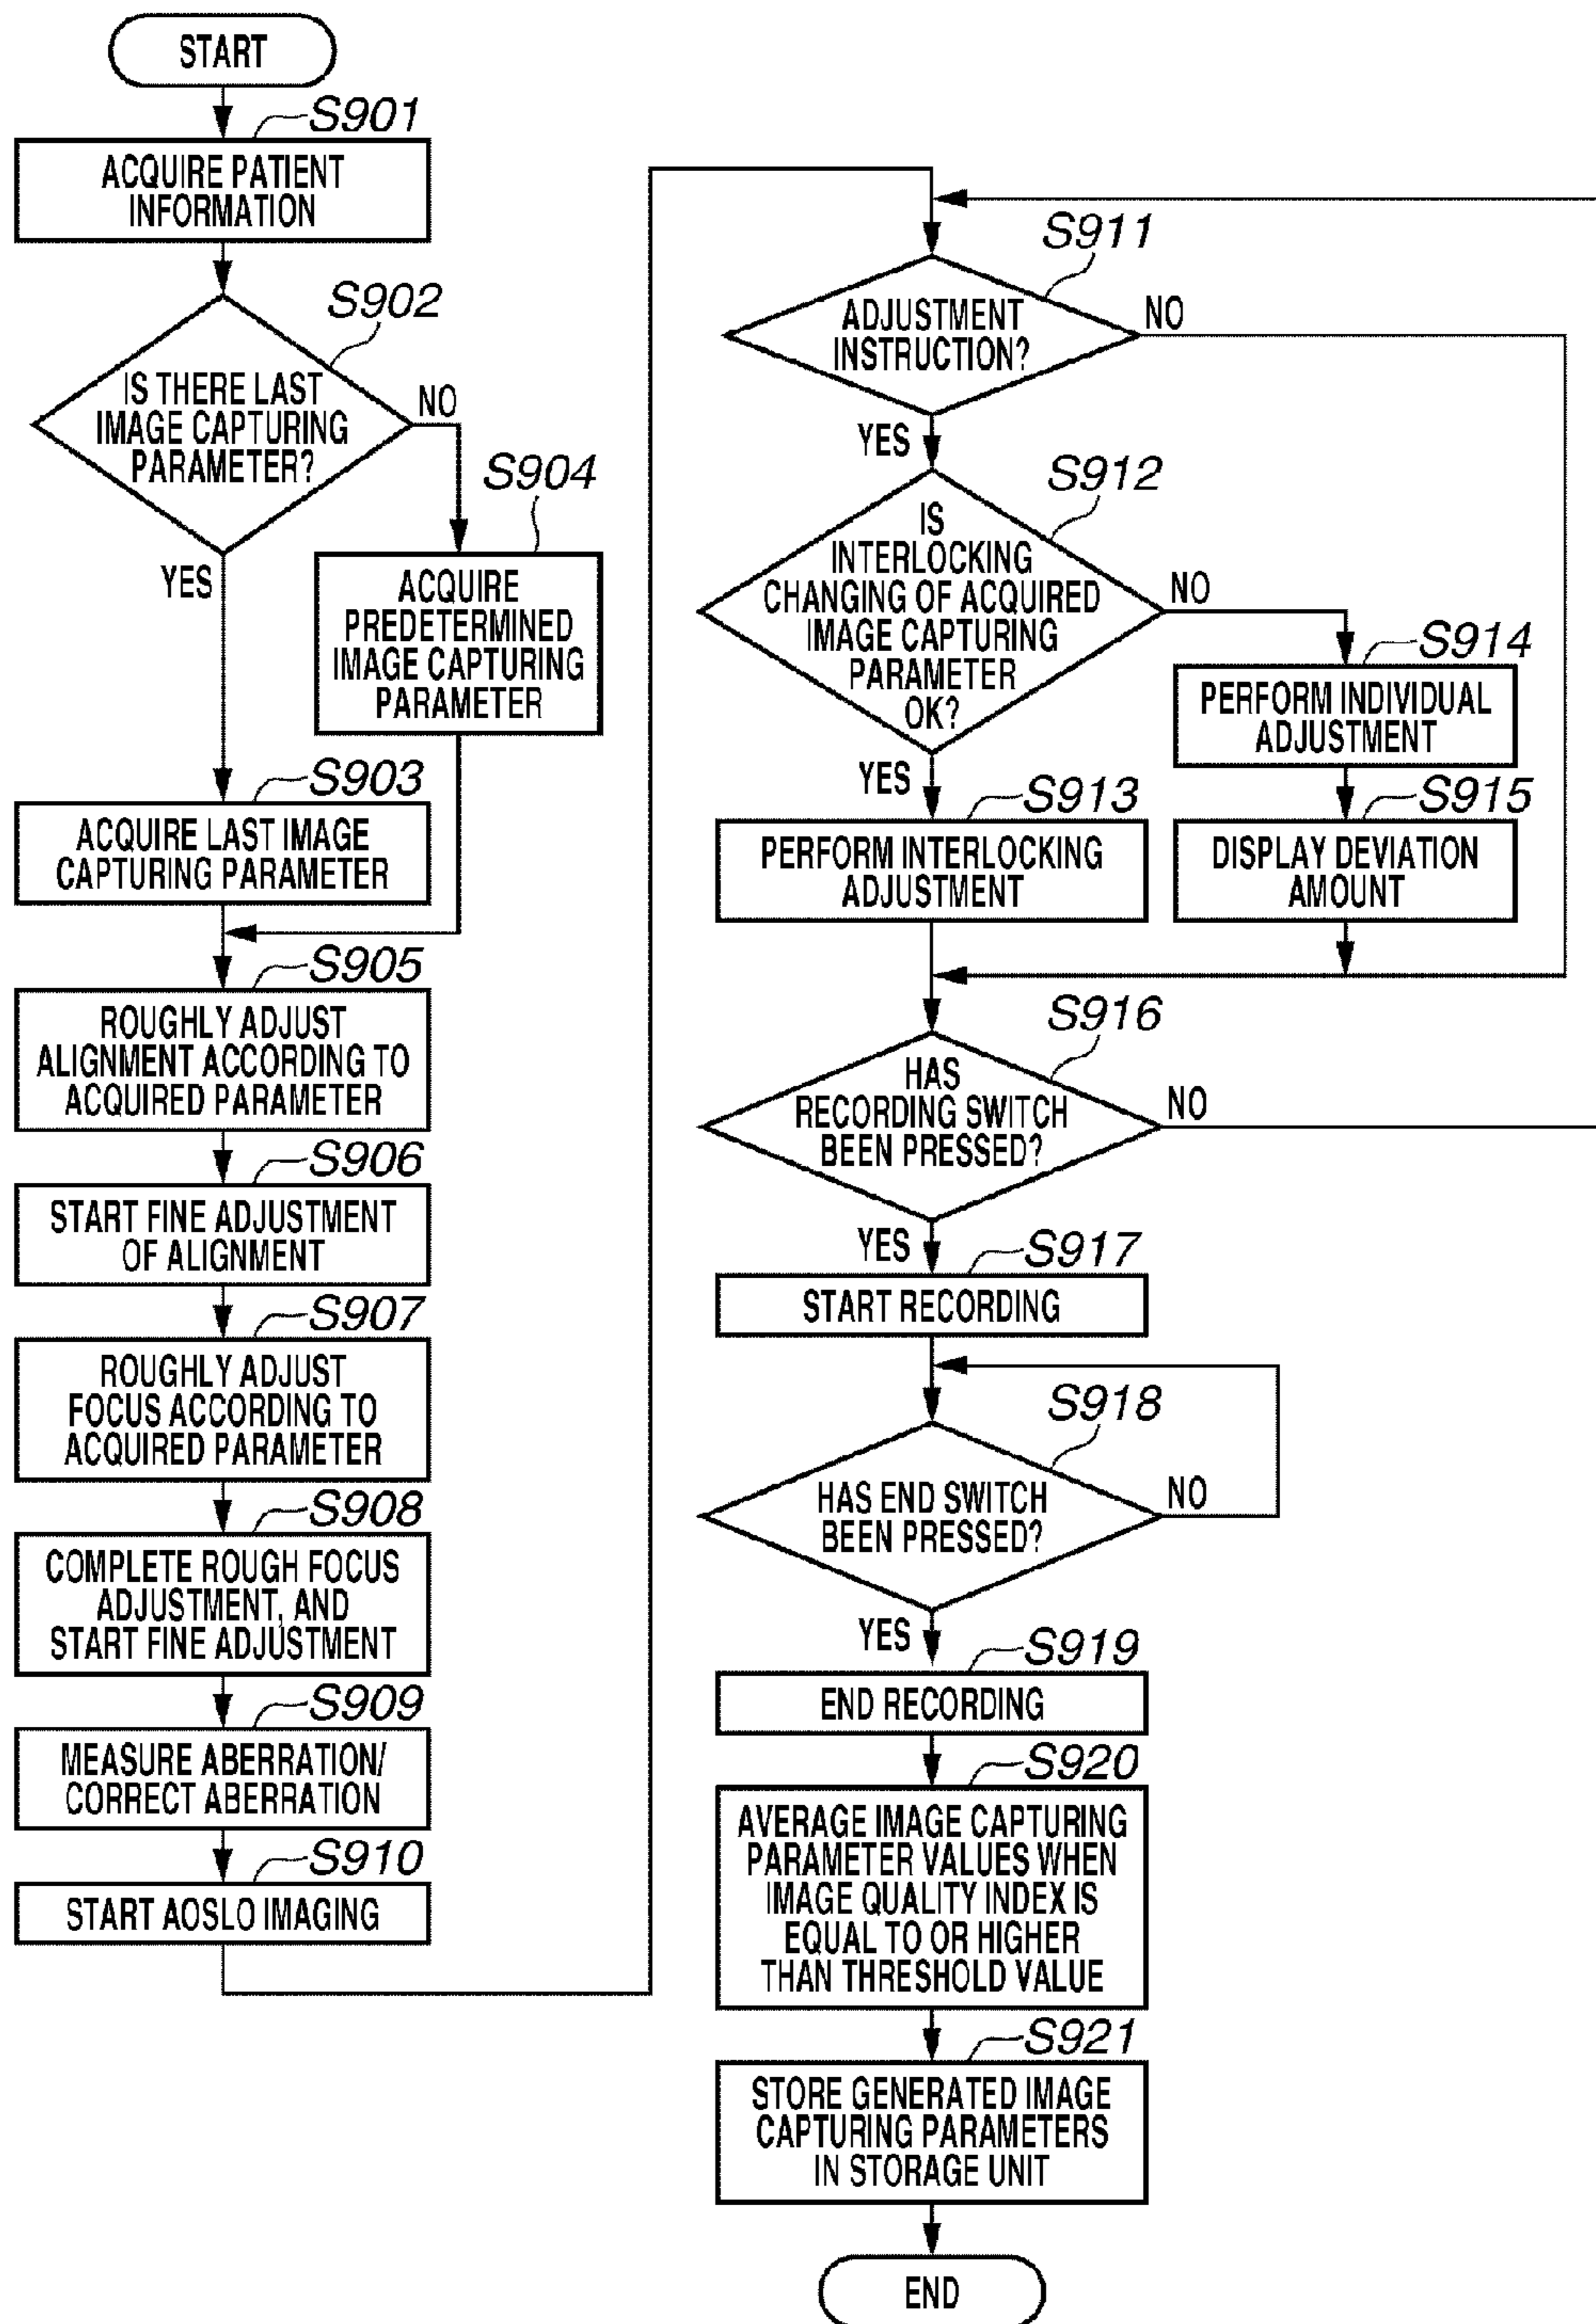 START
S901
ACQUIRE PATIENT
INFORMATION
S902
IS THERE LAST
IMAGE CAPTURING
PARAMETER?
NO
YES
S904
ACQUIRE
PREDETERMINED
IMAGE CAPTURING
PARAMETER
S903
ACQUIRE LAST IMAGE
CAPTURING PARAMETER
S905
ROUGHLY ADJUST
ALIGNMENT ACCORDING TO
ACQUIRED PARAMETER
S906
START FINE ADJUSTMENT
OF ALIGNMENT
S907
ROUGHLY ADJUST
FOCUS ACCORDING TO
ACQUIRED PARAMETER
S908
COMPLETE ROUGH FOCUS
ADJUSTMENT, AND
START FINE ADJUSTMENT
S909
MEASURE ABERRATION/
CORRECT ABERRATION
S910
START AOSLO IMAGING
S911
ADJUSTMENT
INSTRUCTION?
NO
YES
S912
IS
INTERLOCKING
CHANGING OF ACQUIRED
IMAGE CAPTURING
PARAMETER
OK?
NO
YES
S914
PERFORM INDIVIDUAL
ADJUSTMENT
S913
PERFORM INTERLOCKING
ADJUSTMENT
S915
DISPLAY DEVIATION
AMOUNT
S916
HAS
RECORDING SWITCH
BEEN PRESSED?
NO
YES
S917
START RECORDING
S918
HAS END SWITCH
BEEN PRESSED?
NO
YES
S919
END RECORDING
S920
AVERAGE IMAGE CAPTURING
PARAMETER VALUES WHEN
IMAGE QUALITY INDEX IS
EQUAL TO OR HIGHER
THAN THRESHOLD VALUE
S921
STORE GENERATED IMAGE
CAPTURING PARAMETERS
IN STORAGE UNIT
END